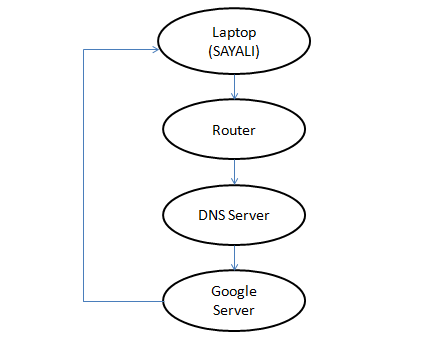 Laptop
(SAYALI)
Router
DNS Server
Google
Server